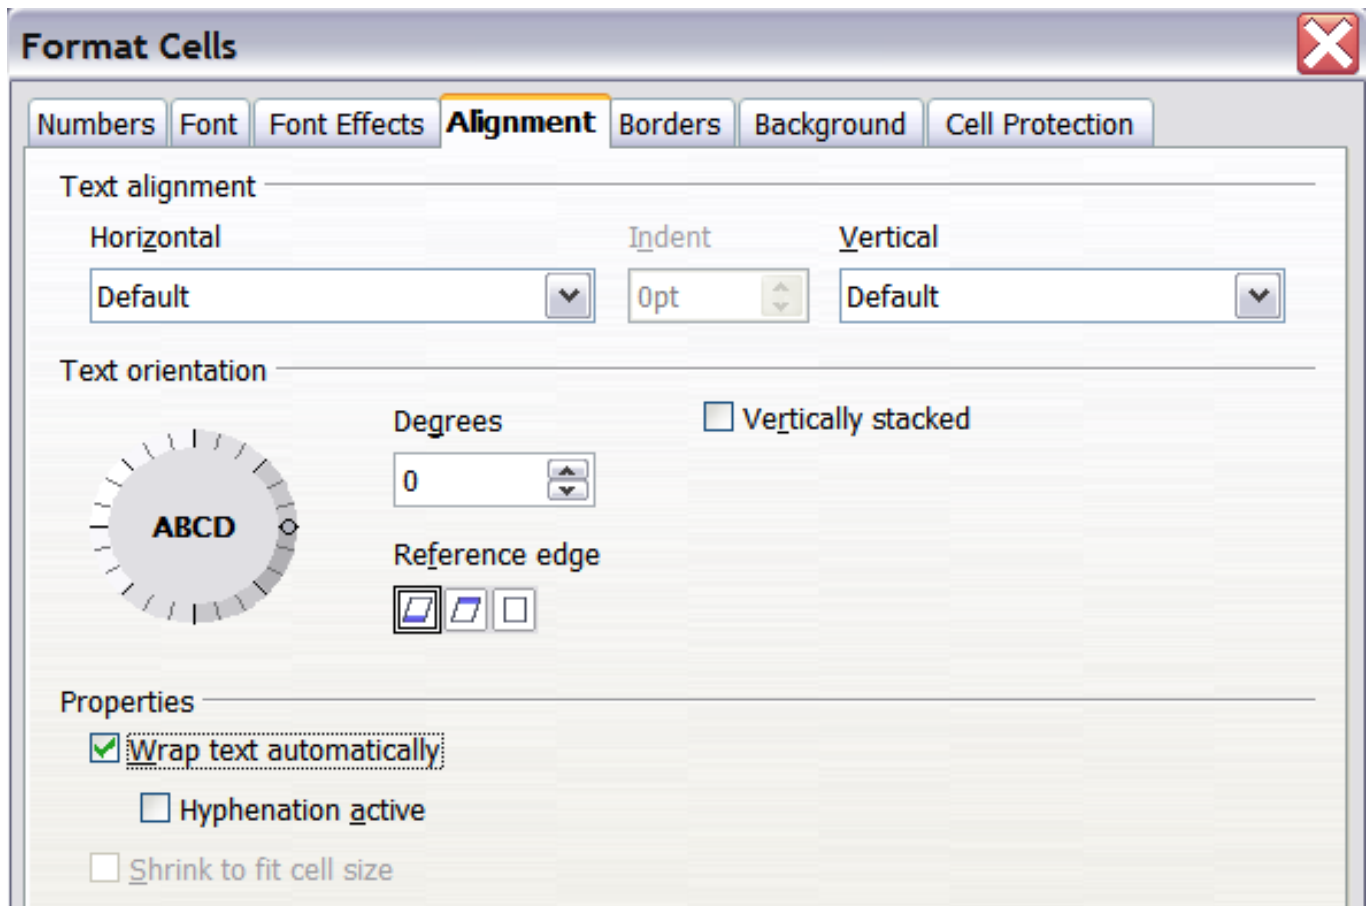 Format Cells
Numbers Font Font Effects Alignment Borders Background Cell Protection
Text alignment
Horizontal Indent Vertical
Default 0pt Default
Text orientation
Degrees Vertically stacked
0
ABCD
Reference edge
Properties
Wrap text automatically
Hyphenation active
Shrink to fit cell size